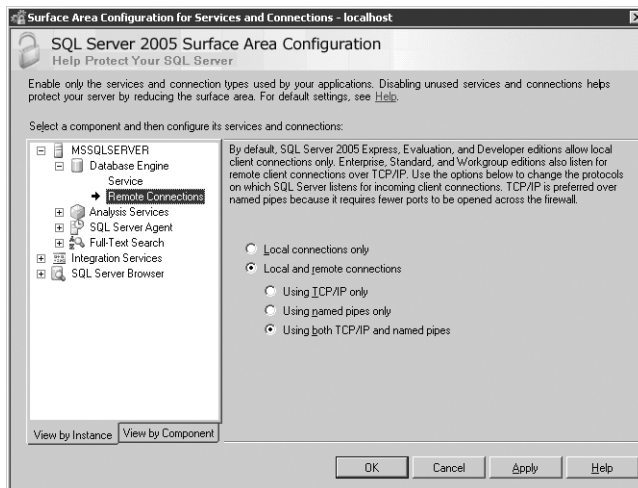 Surface Area Configuration for Services and Connections - localhost
SQL Server 2005 Surface Area Configuration
Help Protect Your SQL Server
Enable only the services and connection types used by your applications. Disabling unused services and connections helps
protect your server by reducing the surface area. For default settings, see Help.
Select a component and then configure its services and connections:
MSSQLSERVER
Database Engine
Service
Remote Connections
Analysis Services
SQL Server Agent
Full-Text Search
Integration Services
SQL Server Browser
View by Instance
View by Component
By default, SQL Server 2005 Express, Evaluation, and Developer editions allow local
client connections only. Enterprise, Standard, and Workgroup editions also listen for
remote client connections over TCP/IP. Use the options below to change the protocols
on which SQL Server listens for incoming client connections. TCP/IP is preferred over
named pipes because it requires fewer ports to be opened across the firewall.
Local connections only
Local and remote connections
Using TCP/IP only
Using named pipes only
Using both TCP/IP and named pipes
OK
Cancel
Apply
Help